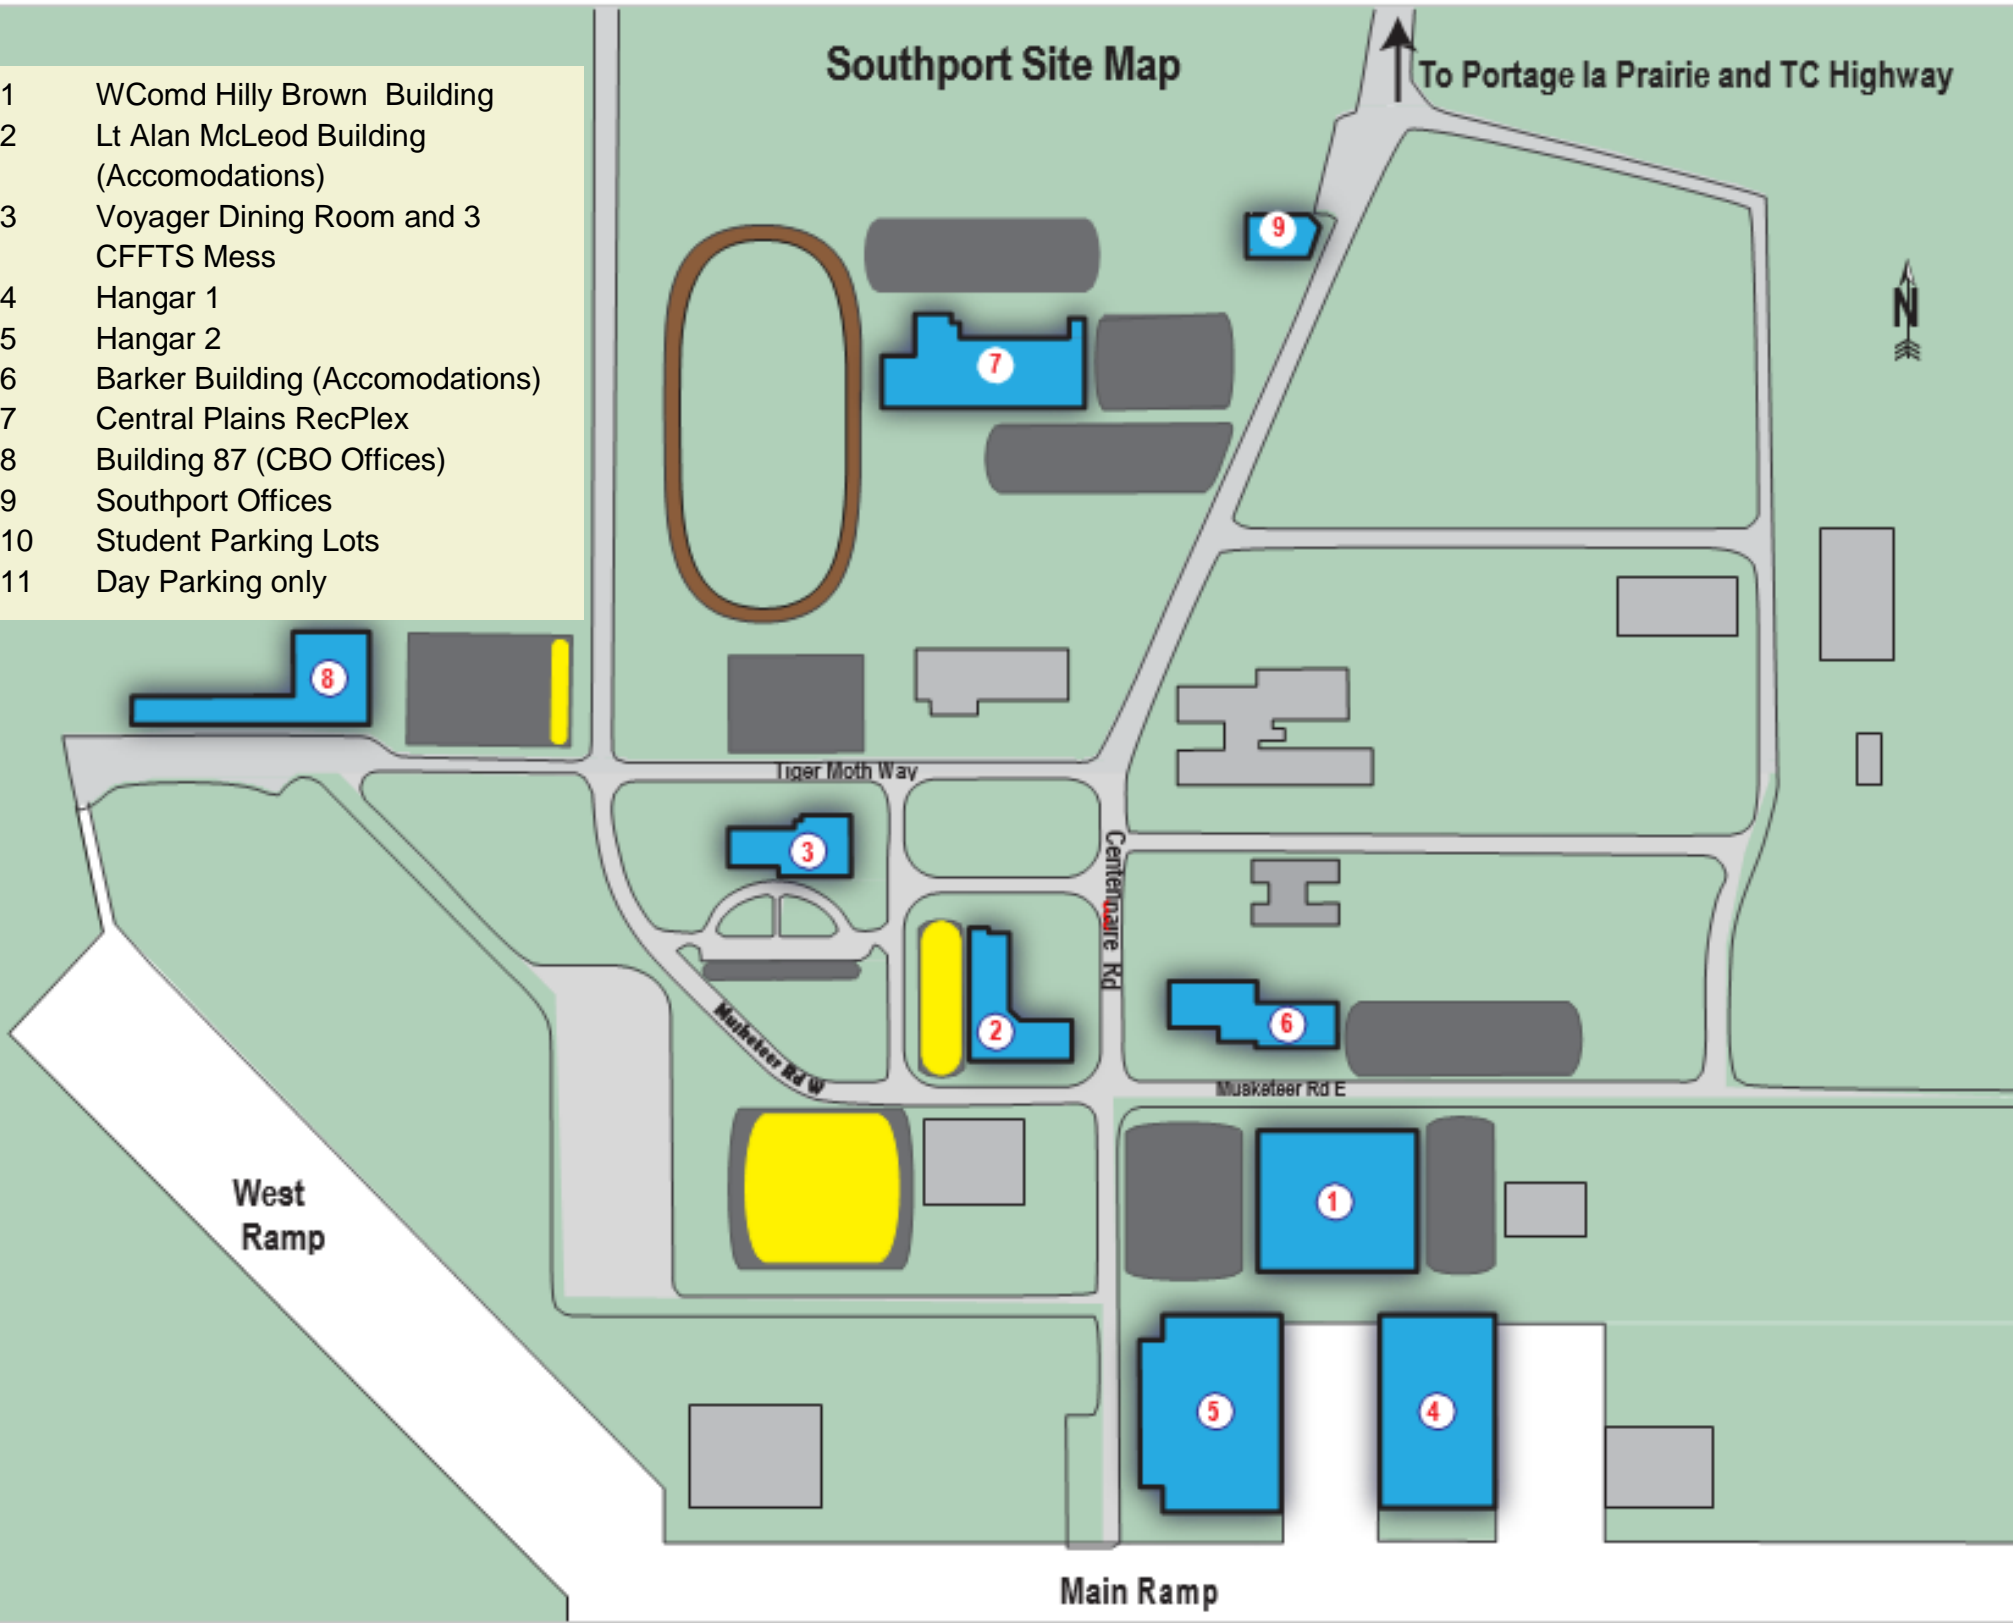 Southport Site Map
To Portage la Prairie and TC Highway
1 WComd Hilly Brown Building
2 Lt Alan McLeod Building
(Accomodations)
3 Voyager Dining Room and 3
CFFTS Mess
4 Hangar 1
5 Hangar 2
6 Barker Building (Accomodations)
7 Central Plains RecPlex
8 Building 87 (CBO Offices)
9 Southport Offices
10 Student Parking Lots
11 Day Parking only
9
N
7
8
Tiger Moth Way
3
Centennaire Rd
2
6
Musketeer Rd W
Musketeer Rd E
West
Ramp
1
5
4
Main Ramp